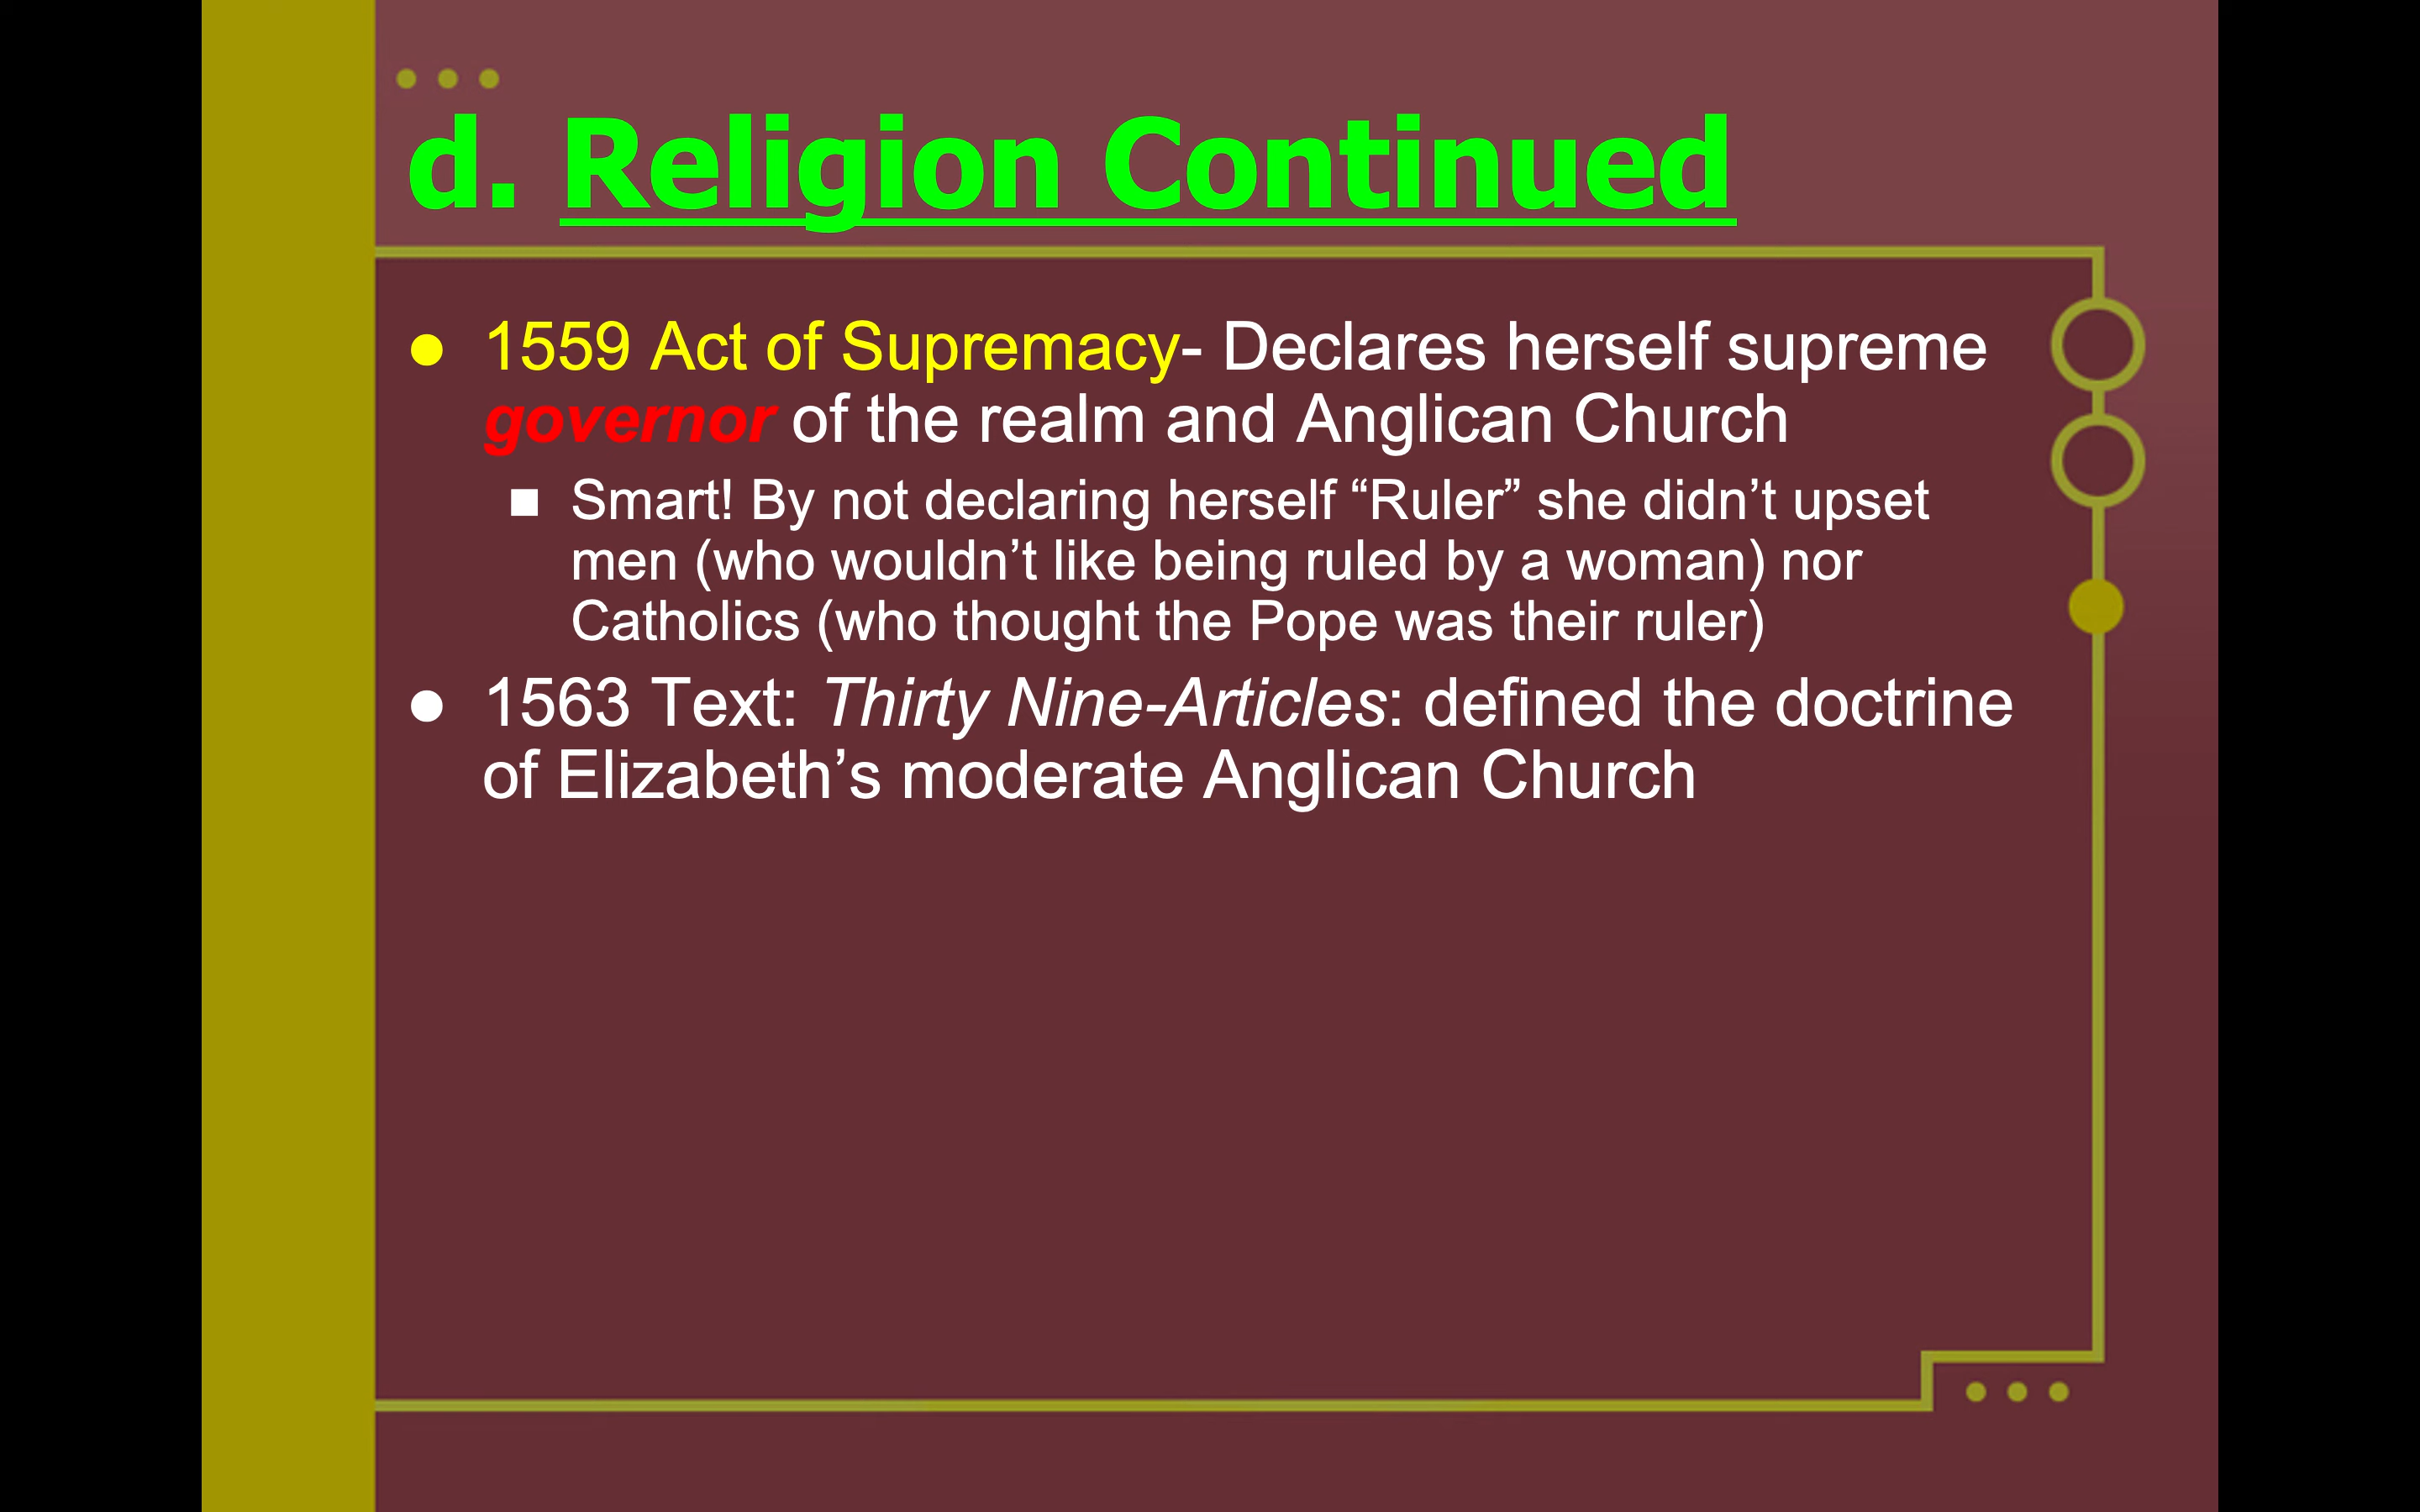 d. Religion Continued
● 1559 Act of Supremacy- Declares herself supreme
governor of the realm and Anglican Church
■ Smart! By not declaring herself “Ruler” she didn’t upset
men (who wouldn’t like being ruled by a woman) nor
Catholics (who thought the Pope was their ruler)
● 1563 Text: Thirty Nine-Articles: defined the doctrine
of Elizabeth’s moderate Anglican Church